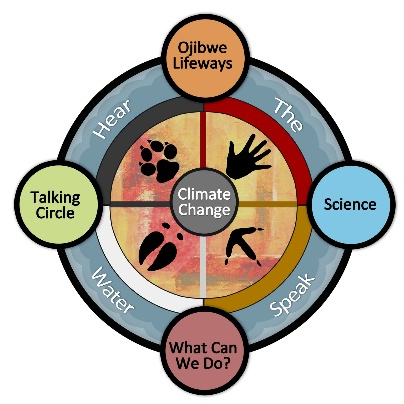 Ojibwe
Lifeways
Hear
The
Talking
Circle
Climate
Change
Science
Water
Speak
What Can
We Do?